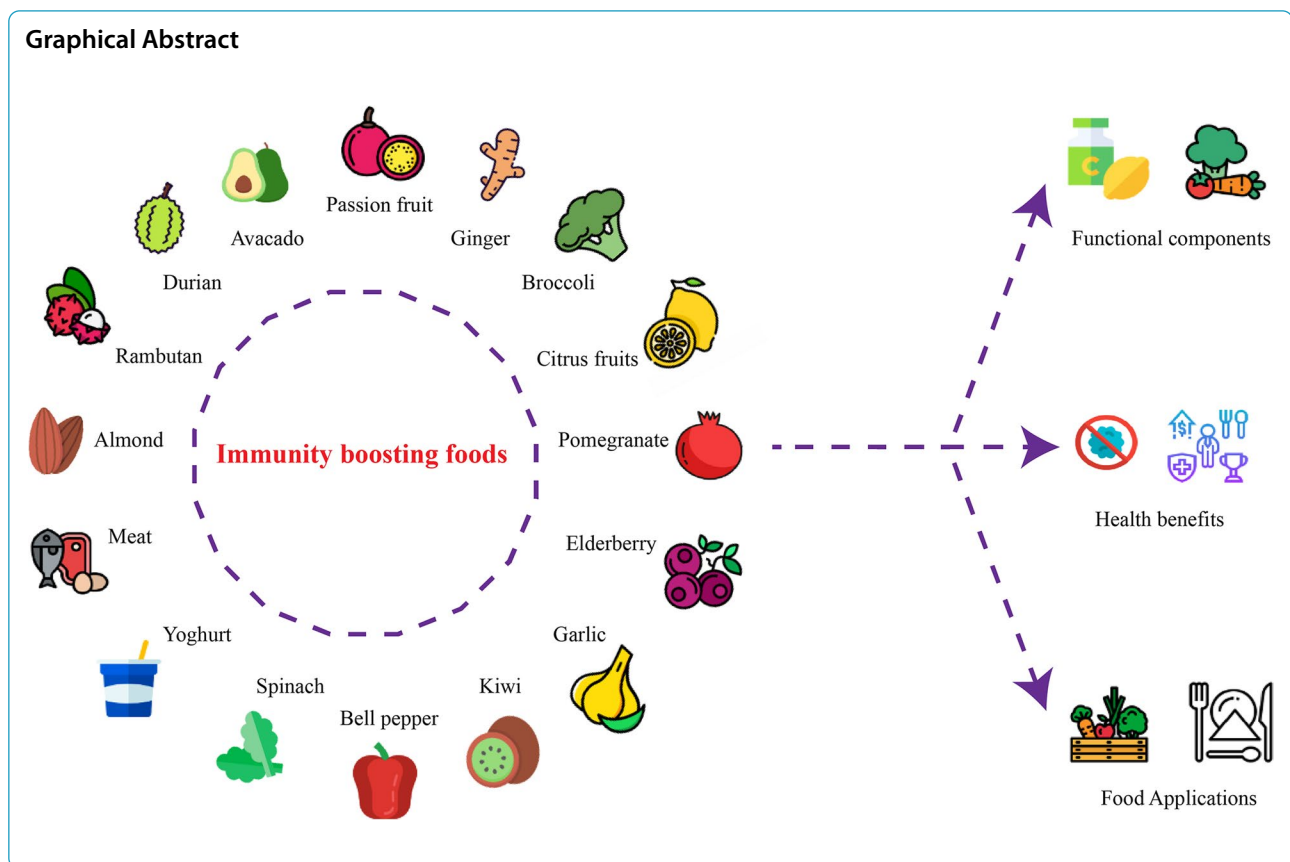 Graphical Abstract
Passion fruit
Avacado
Ginger
Durian
Broccoli
Rambutan
Citrus fruits
Almond
Immunity boosting foods
Pomegranate
Meat
Elderberry
Yoghurt
Garlic
Spinach
Kiwi
Bell pepper
C
Functional components
$
Health benefits
Food Applications